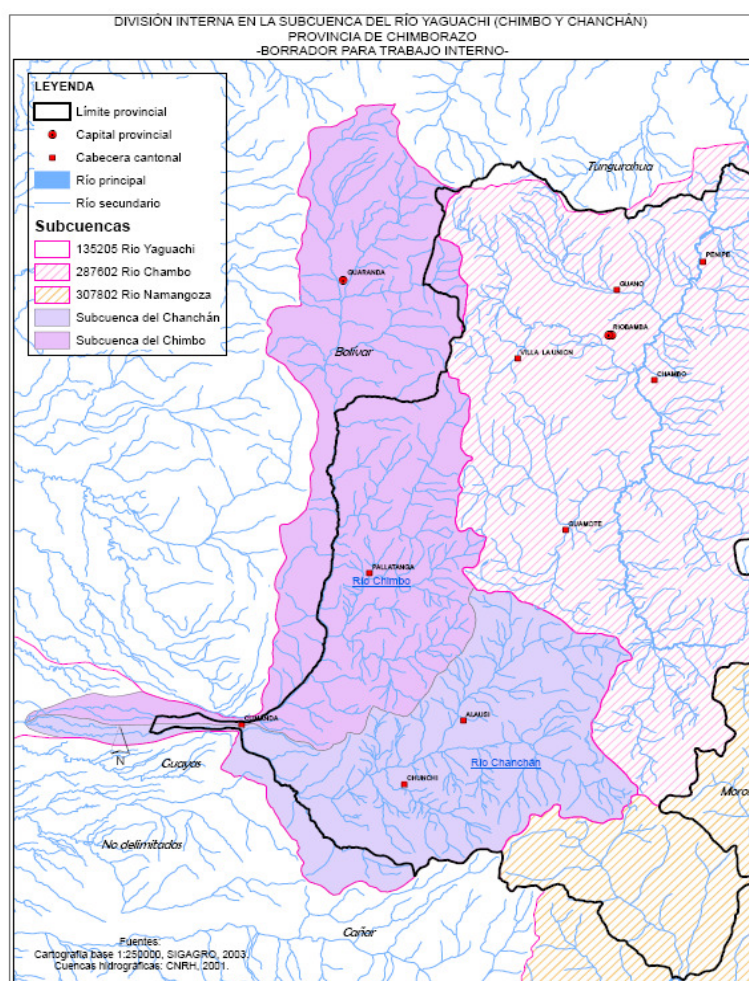 DIVISIÓN INTERNA EN LA SUBCUENCA DEL RÍO YAGUACHI (CHIMBO Y CHANCHÁN)
PROVINCIA DE CHIMBORAZO
-BORRADOR PARA TRABAJO INTERNO-
LEYENDA
Límite provincial
Capital provincial
Cabecera cantonal
Río principal
Río secundario
Subcuencas
135205 Rio Yaguachi
287602 Rio Chambo
307802 Rio Namangoza
Subcuenca del Chanchán
Subcuenca del Chimbo
Tungurahua
PENIPE
GUARANDA
GUANO
RIOBAMBA
Bolívar
VILLA LA UNION
CHAMBO
GUAMOTE
PALLATANGA
Río Chimbo
CUMANDA
ALAUSI
N
Guayas
Río Chanchán
CHUNCHI
Moro
No delimitadas
Cañar
Fuentes:
Cartografía base 1:250000, SIGAGRO, 2003.
Cuencas hidrográficas: CNRH, 2001.